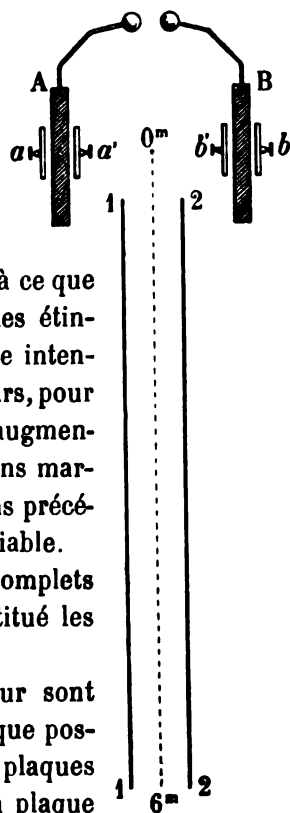 A B
a a' b' b
0ᵐ
1 2
à ce que
es étin-
e inten-
rs, pour
augmen-
ns mar-
s précé-
iable.
omplets
titué les
ur sont
que pos-
plaques
plaque
1 2
6ᵐ